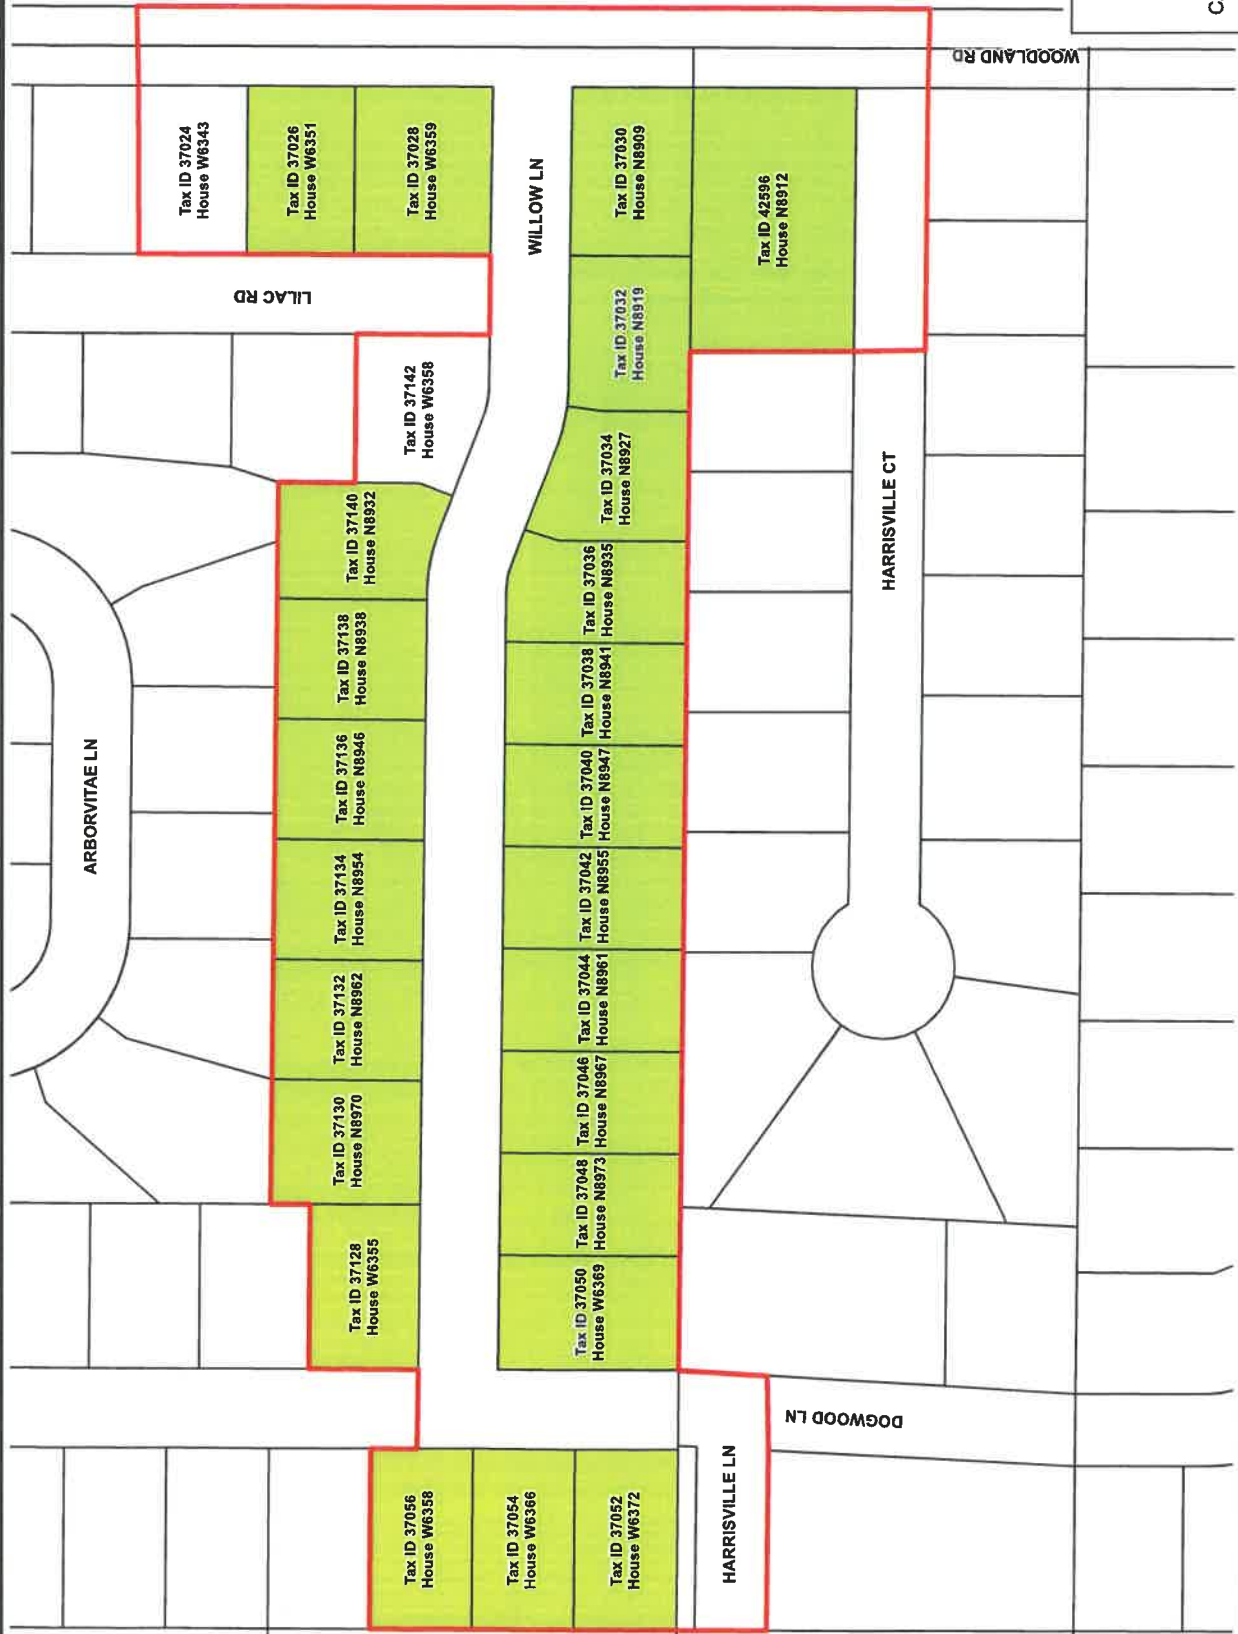 WOODLAND RD
Tax ID 37024
House W6343
Tax ID 37026
House W6351
Tax ID 37028
House W6359
WILLOW LN
Tax ID 37030
House N8909
Tax ID 42596
House N8912
LILAC RD
Tax ID 37032
House N8919
Tax ID 37142
House W6358
Tax ID 37034
House N8927
HARRISVILLE CT
Tax ID 37140
House N8932
Tax ID 37036
House N8935
Tax ID 37138
House N8938
Tax ID 37038
House N8941
ARBORVITAE LN
Tax ID 37136
House N8946
Tax ID 37040
House N8947
Tax ID 37134
House N8954
Tax ID 37042
House N8955
Tax ID 37132
House N8962
Tax ID 37044
House N8961
Tax ID 37130
House N8970
Tax ID 37046
House N8967
Tax ID 37048
House N8973
Tax ID 37128
House W6355
Tax ID 37050
House W6369
DOGWOOD LN
Tax ID 37056
House W6358
Tax ID 37054
House W6366
Tax ID 37052
House W6372
HARRISVILLE LN